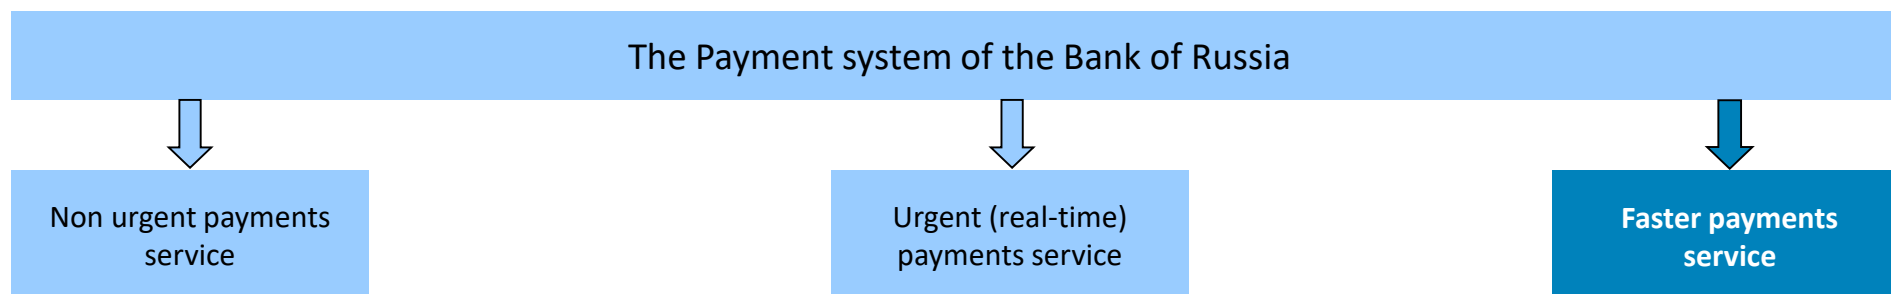 The Payment system of the Bank of Russia
Non urgent payments
service
Urgent (real-time)
payments service
Faster payments
service